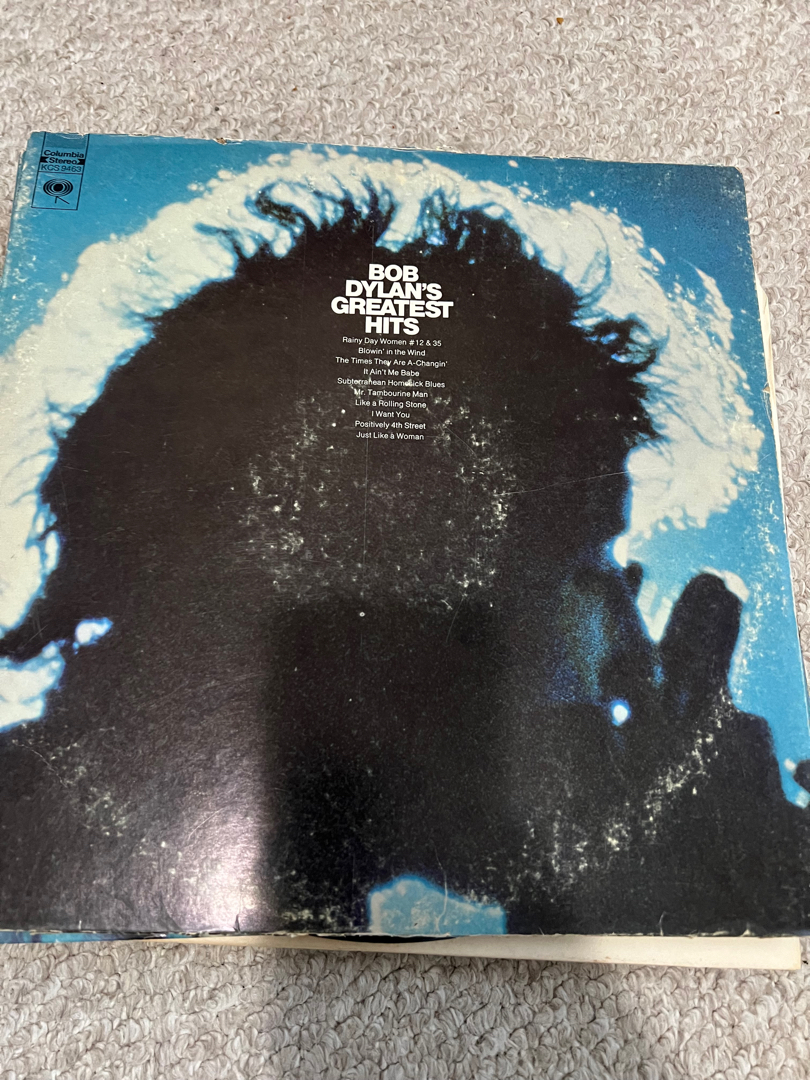 Columbia
Stereo
KCS 9463
BOB
DYLAN'S
GREATEST
HITS
Rainy Day Women #12 & 35
Blowin' in the Wind
The Times They Are A-Changin'
It Ain't Me Babe
Subterranean Homesick Blues
Mr. Tambourine Man
Like a Rolling Stone
I Want You
Positively 4th Street
Just Like a Woman